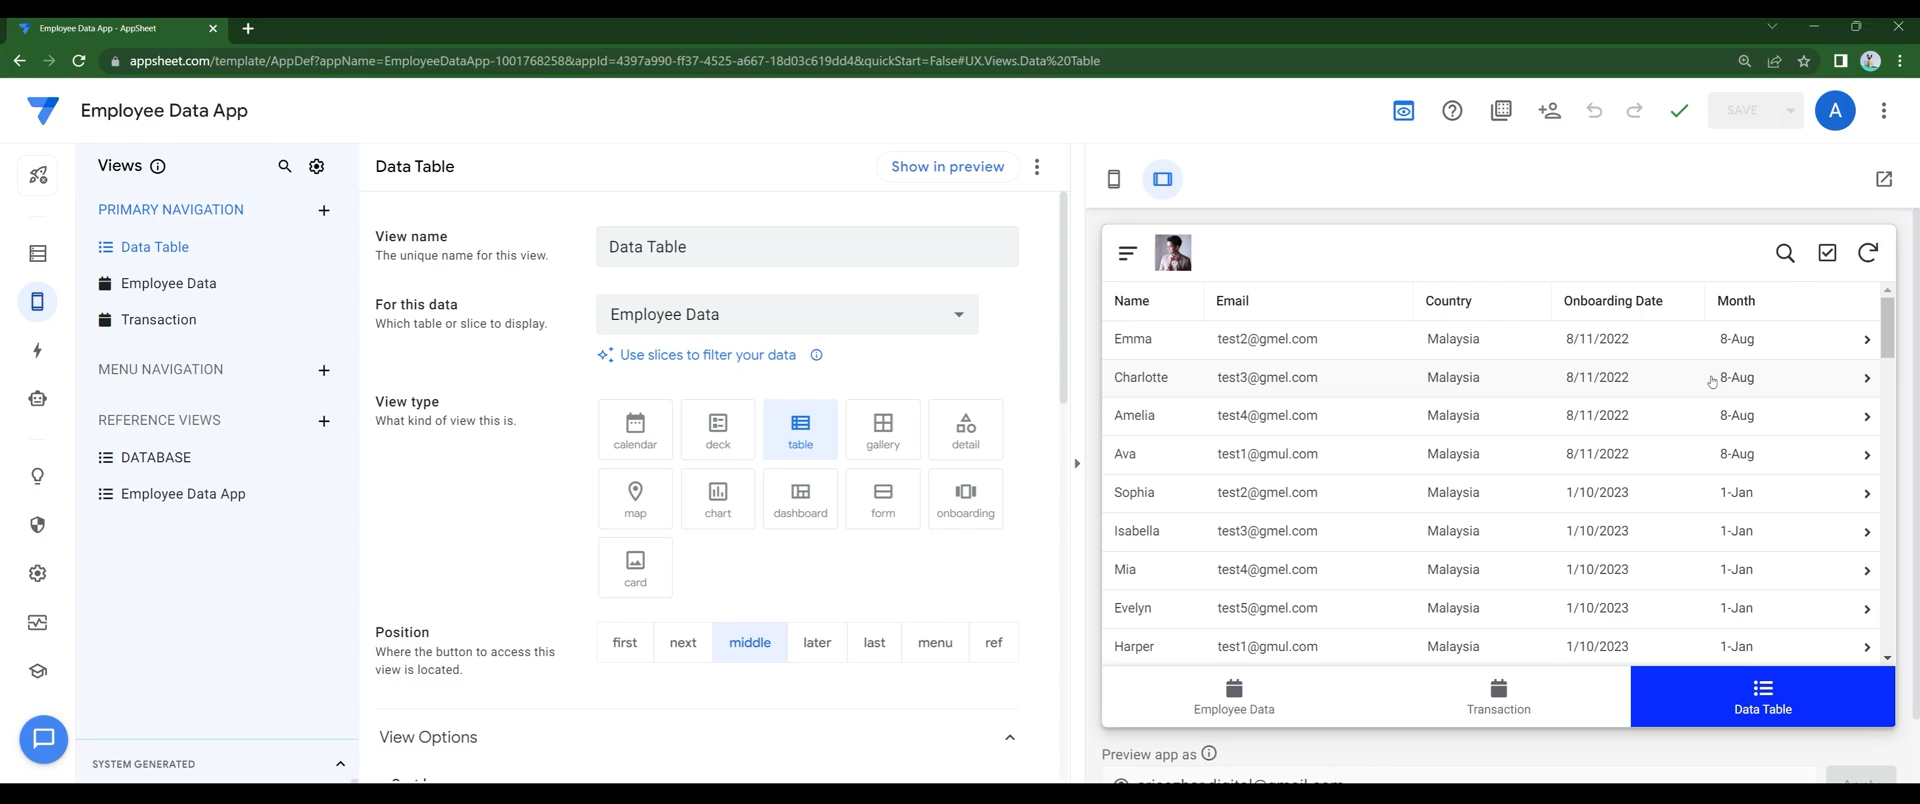 Employee Data App - AppSheet
appsheet.com/template/AppDef?appName=EmployeeDataApp-1001768258&appId=4397a990-ff37-4525-a667-18d03c619dd4&quickStart=False#UX.Views.Data%20Table
Employee Data App
SAVE
A
Views
PRIMARY NAVIGATION
Data Table
Employee Data
Transaction
MENU NAVIGATION
REFERENCE VIEWS
DATABASE
Employee Data App
SYSTEM GENERATED
Data Table
Show in preview
View name
The unique name for this view.
Data Table
For this data
Which table or slice to display.
Employee Data
Use slices to filter your data
View type
What kind of view this is.
calendar deck table gallery detail
map chart dashboard form onboarding
card
Position
Where the button to access this
view is located.
first next middle later last menu ref
View Options
Name Email Country Onboarding Date Month
Emma test2@gmel.com Malaysia 8/11/2022 8-Aug
Charlotte test3@gmel.com Malaysia 8/11/2022 8-Aug
Amelia test4@gmel.com Malaysia 8/11/2022 8-Aug
Ava test1@gmul.com Malaysia 8/11/2022 8-Aug
Sophia test2@gmel.com Malaysia 1/10/2023 1-Jan
Isabella test3@gmel.com Malaysia 1/10/2023 1-Jan
Mia test4@gmel.com Malaysia 1/10/2023 1-Jan
Evelyn test5@gmel.com Malaysia 1/10/2023 1-Jan
Harper test1@gmul.com Malaysia 1/10/2023 1-Jan
Employee Data Transaction Data Table
Preview app as